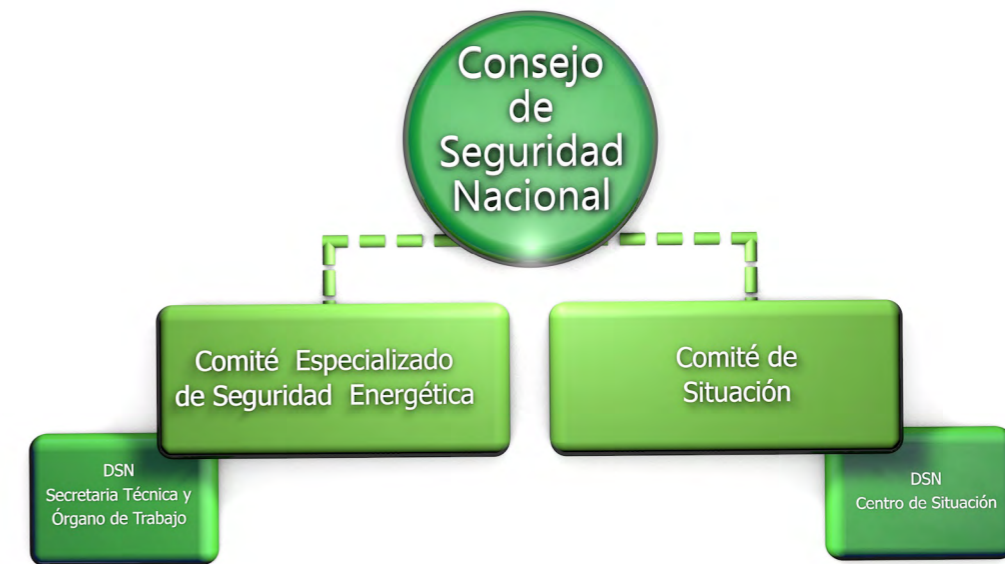 Consejo
de
Seguridad
Nacional
Comité Especializado
de Seguridad Energética
Comité de
Situación
DSN
Secretaria Técnica y
Órgano de Trabajo
DSN
Centro de Situación